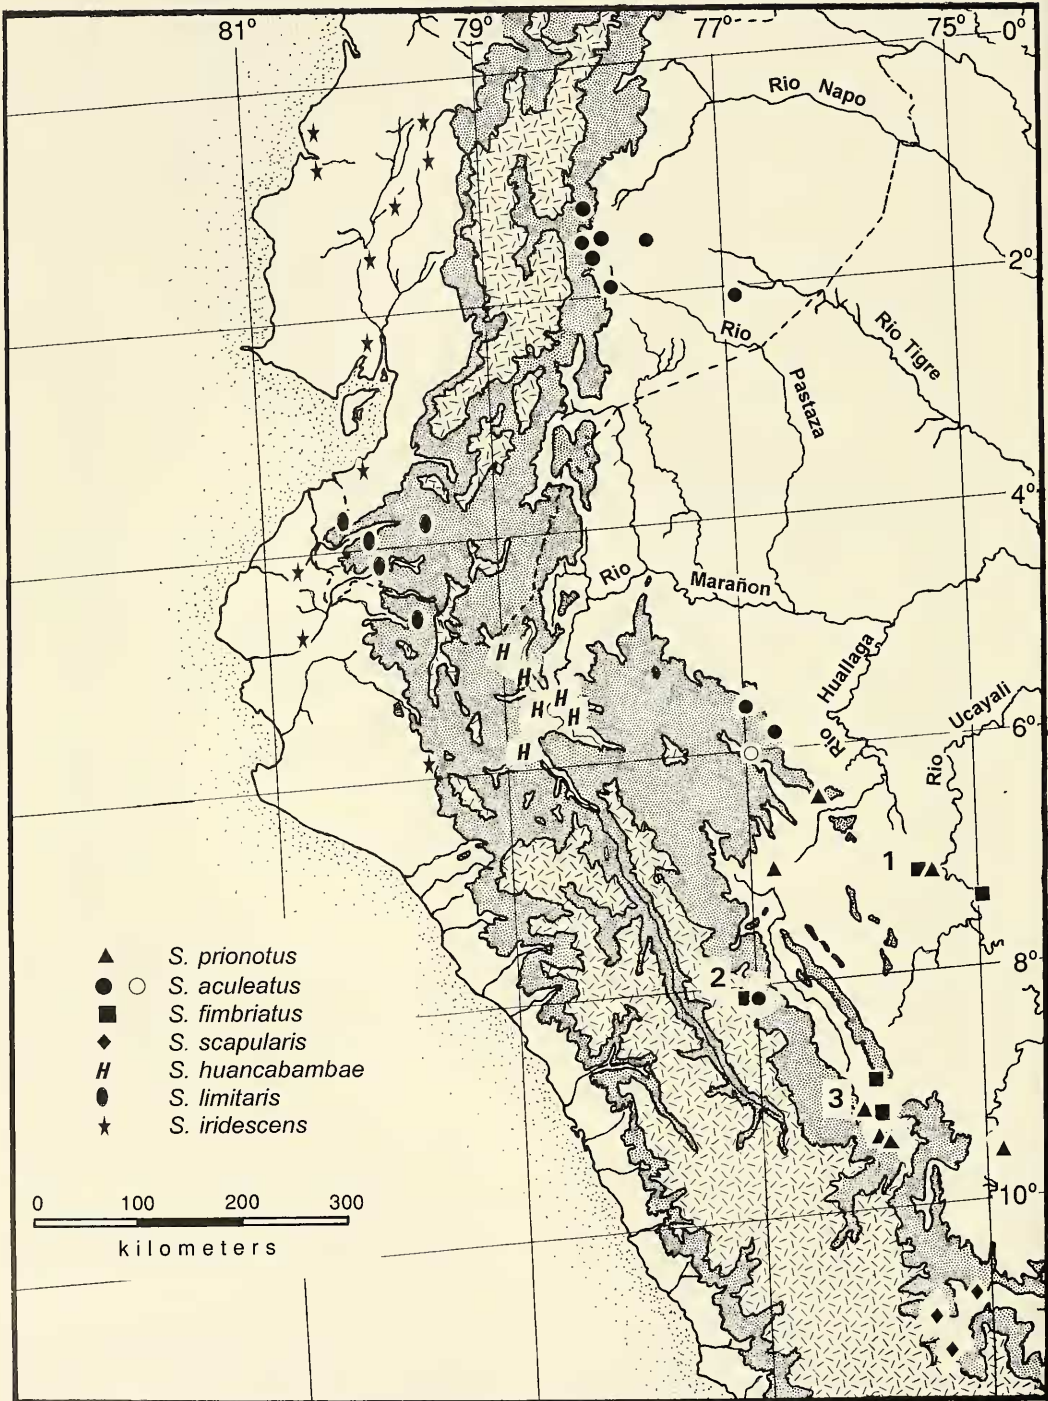 81° 79° 77° 75° 0°
Rio Napo
2°
Rio Tigre
Rio Pastaza
4°
Rio Marañon
Rio Huallaga
Rio Ucayali
6°
H
H
H
H
H
H
1
2
8°
3
10°
S. prionotus
S. aculeatus
S. fimbriatus
S. scapularis
H S. huancabambae
S. limitaris
S. iridescens
0 100 200 300
kilometers